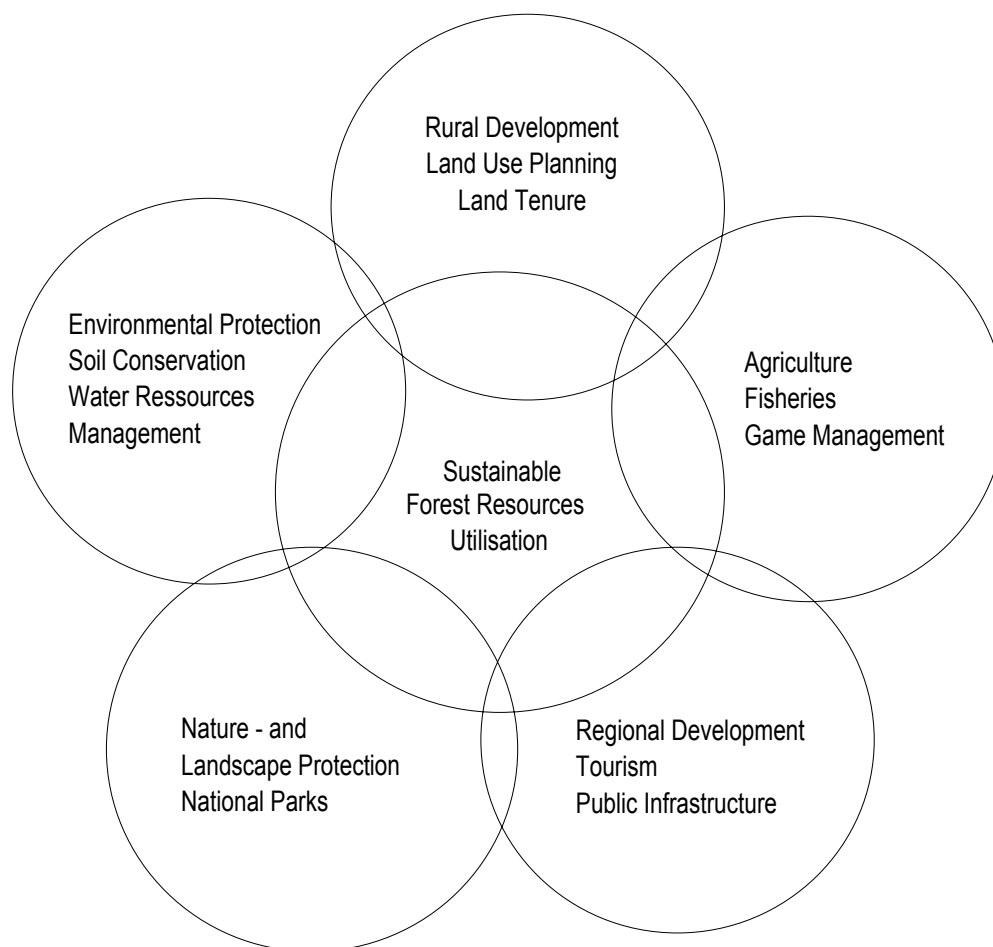 Rural Development
Land Use Planning
Land Tenure
Environmental Protection
Soil Conservation
Water Ressources
Management
Agriculture
Fisheries
Game Management
Sustainable
Forest Resources
Utilisation
Nature - and
Landscape Protection
National Parks
Regional Development
Tourism
Public Infrastructure